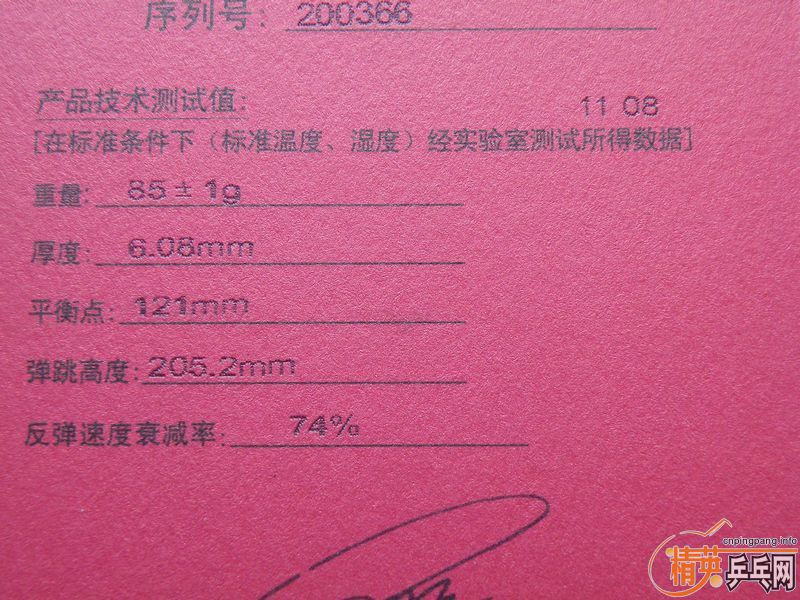 序列号: 200366
产品技术测试值: 11 08
[在标准条件下（标准温度、湿度）经实验室测试所得数据]
重量: 85±1g
厚度: 6.08mm
平衡点: 121mm
弹跳高度: 205.2mm
反弹速度衰减率: 74%
cnpingpang.info
精英乒乓网